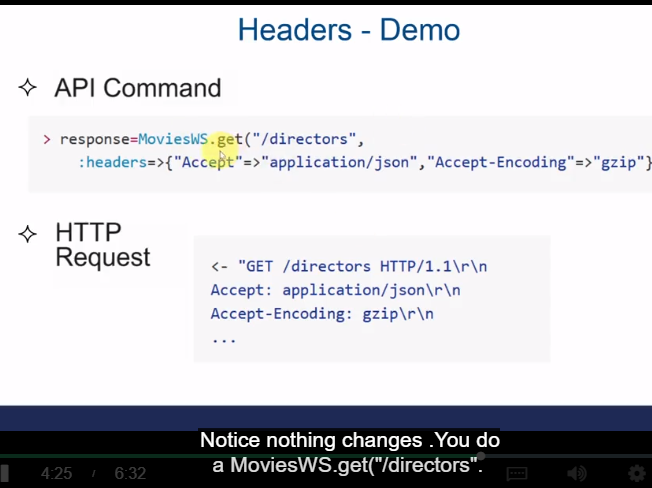 Headers - Demo
API Command
> response=MoviesWS.get("/directors",
:headers=>{"Accept"=>"application/json","Accept-Encoding"=>"gzip"}
HTTP
Request
<- "GET /directors HTTP/1.1\r\n
Accept: application/json\r\n
Accept-Encoding: gzip\r\n
...
Notice nothing changes .You do
a MoviesWS.get("/directors".
4:25 / 6:32